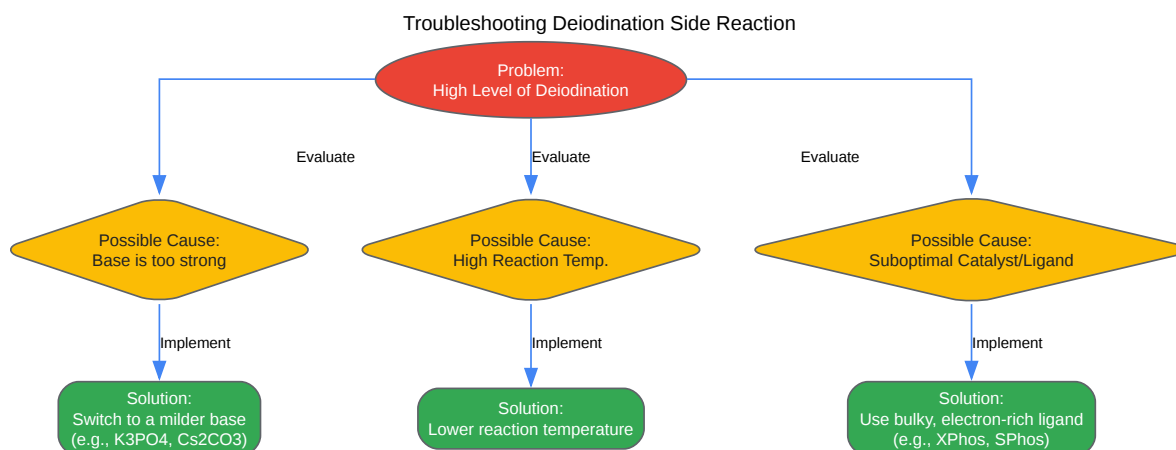 Troubleshooting Deiodination Side Reaction
Problem:
High Level of Deiodination
Evaluate
Evaluate
Evaluate
Possible Cause:
Base is too strong
Possible Cause:
High Reaction Temp.
Possible Cause:
Suboptimal Catalyst/Ligand
Implement
Implement
Implement
Solution:
Switch to a milder base
(e.g., K3PO4, Cs2CO3)
Solution:
Lower reaction temperature
Solution:
Use bulky, electron-rich ligand
(e.g., XPhos, SPhos)